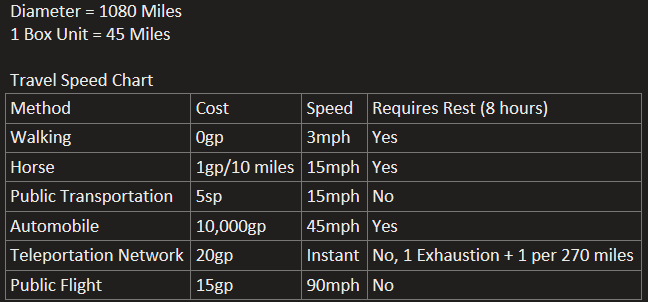 Diameter = 1080 Miles
1 Box Unit = 45 Miles
Travel Speed Chart
Method Cost Speed Requires Rest (8 hours)
Walking 0gp 3mph Yes
Horse 1gp/10 miles 15mph Yes
Public Transportation 5sp 15mph No
Automobile 10,000gp 45mph Yes
Teleportation Network 20gp Instant No, 1 Exhaustion + 1 per 270 miles
Public Flight 15gp 90mph No